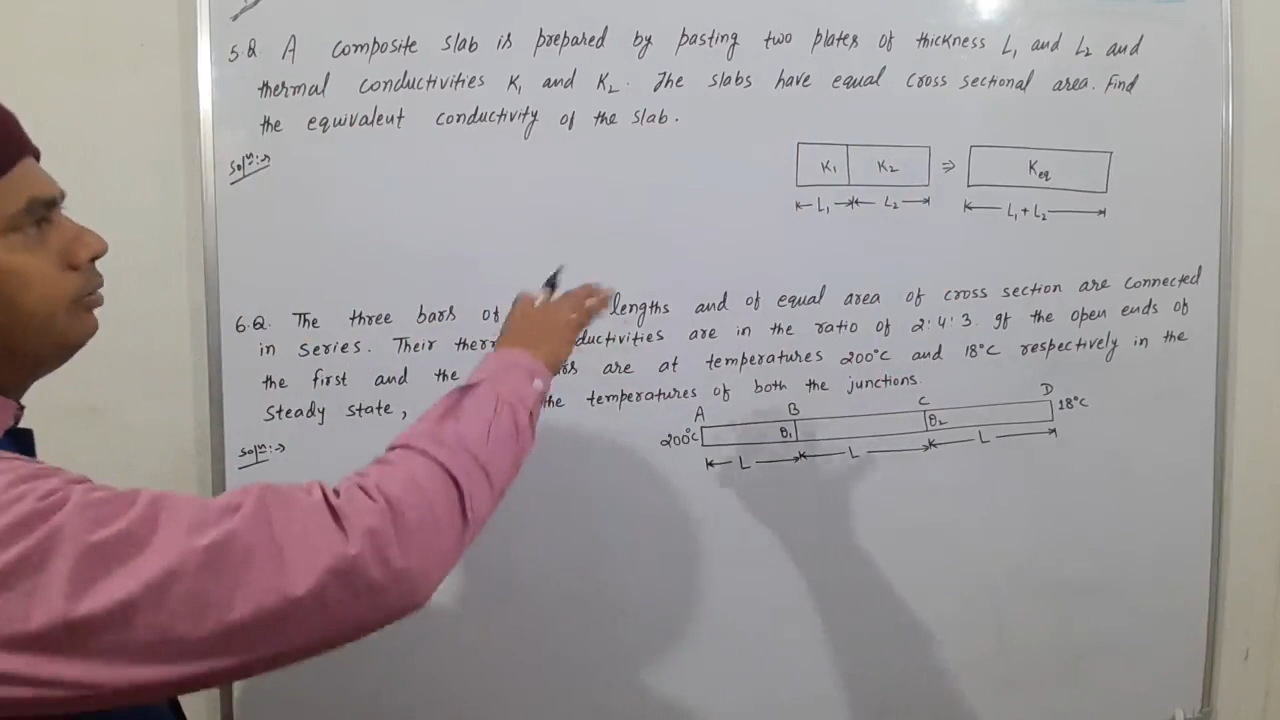 5.Q. A composite slab is prepared by pasting two plates of thickness L₁ and L₂ and
thermal conductivities K₁ and K₂. The slabs have equal cross sectional area. Find
the equivalent conductivity of the slab.
Solⁿ:→
K₁ K₂ ⇒ K_eq
L₁ L₂ L₁ + L₂
6.Q. The three bars of lengths and of equal area of cross section are connected
in series. Their are in the ratio of 2:4:3. If the open ends of
the first and the are at temperatures 200°C and 18°C respectively in the
steady state, the temperatures of both the junctions.
Solⁿ:→
A B C D
200°C θ₁ θ₂ 18°C
L L L